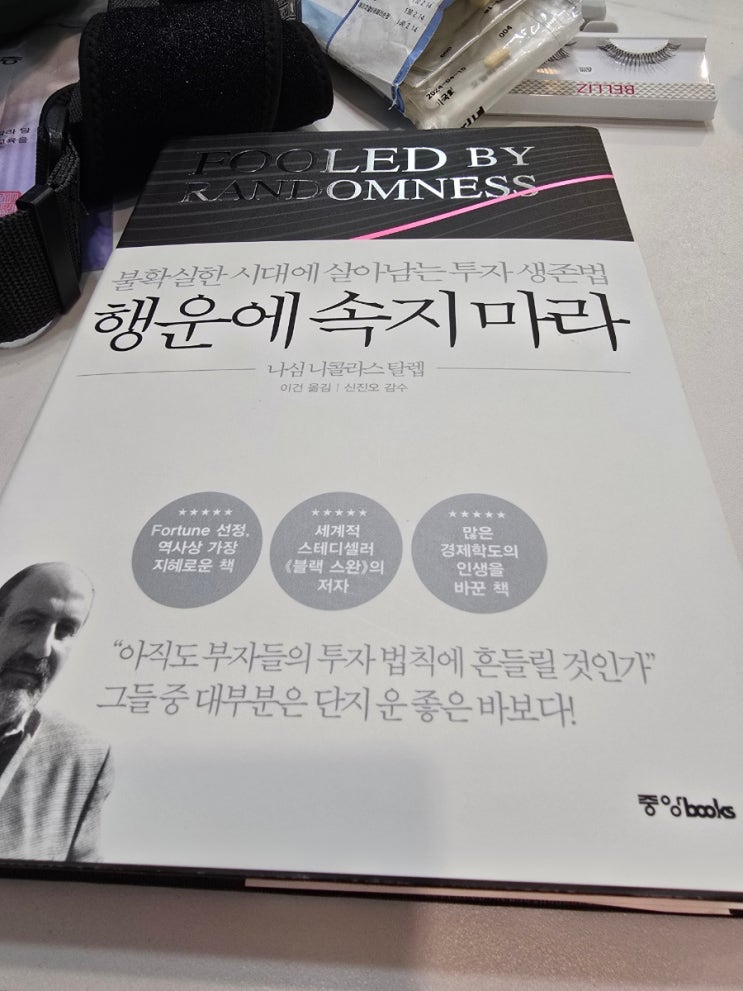 2024-04-15
004
BELLIZ
FOOLED BY
RANDOMNESS
불확실한 시대에 살아남는 투자 생존법
행운에 속지 마라
나심 니콜라스 탈렙
이건 옮김 | 신진오 감수
★★★★★
Fortune 선정,
역사상 가장
지혜로운 책
★★★★★
세계적
스테디셀러
《블랙 스완》의
저자
★★★★★
많은
경제학도의
인생을
바꾼 책
“아직도 부자들의 투자 법칙에 흔들릴 것인가”
그들 중 대부분은 단지 운 좋은 바보다!
중앙books